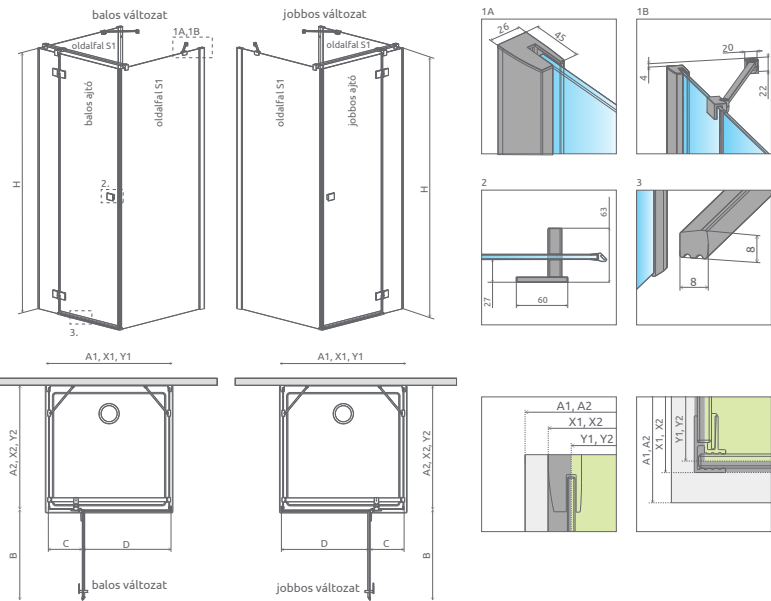 balos változat
oldalfal S1
1A,1B
balos ajtó
oldalfal S1
H
2.
3.
jobbos változat
oldalfal S1
oldalfal S1
jobbos ajtó
H
1A
26
45
1B
20
4
22
2
63
27
60
3
8
8
A1, X1, Y1
A2, X2, Y2
C
D
B
balos változat
A1, X1, Y1
A2, X2, Y2
D
C
B
jobbos változat
A1, A2
X1, X2
Y1, Y2
A1, A2
X1, X2
Y1, Y2